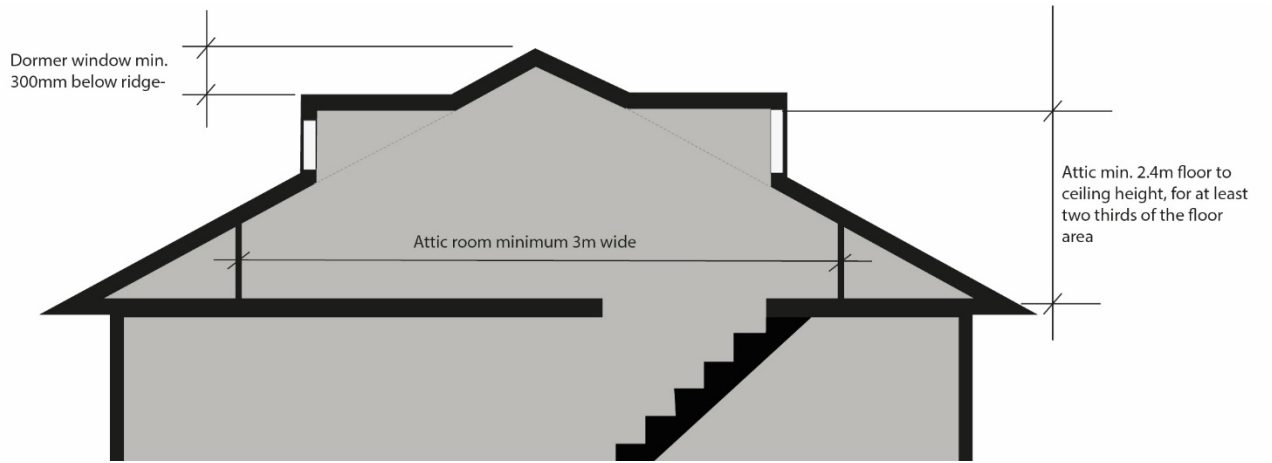 Dormer window min.
300mm below ridge-
Attic room minimum 3m wide
Attic min. 2.4m floor to
ceiling height, for at least
two thirds of the floor
area